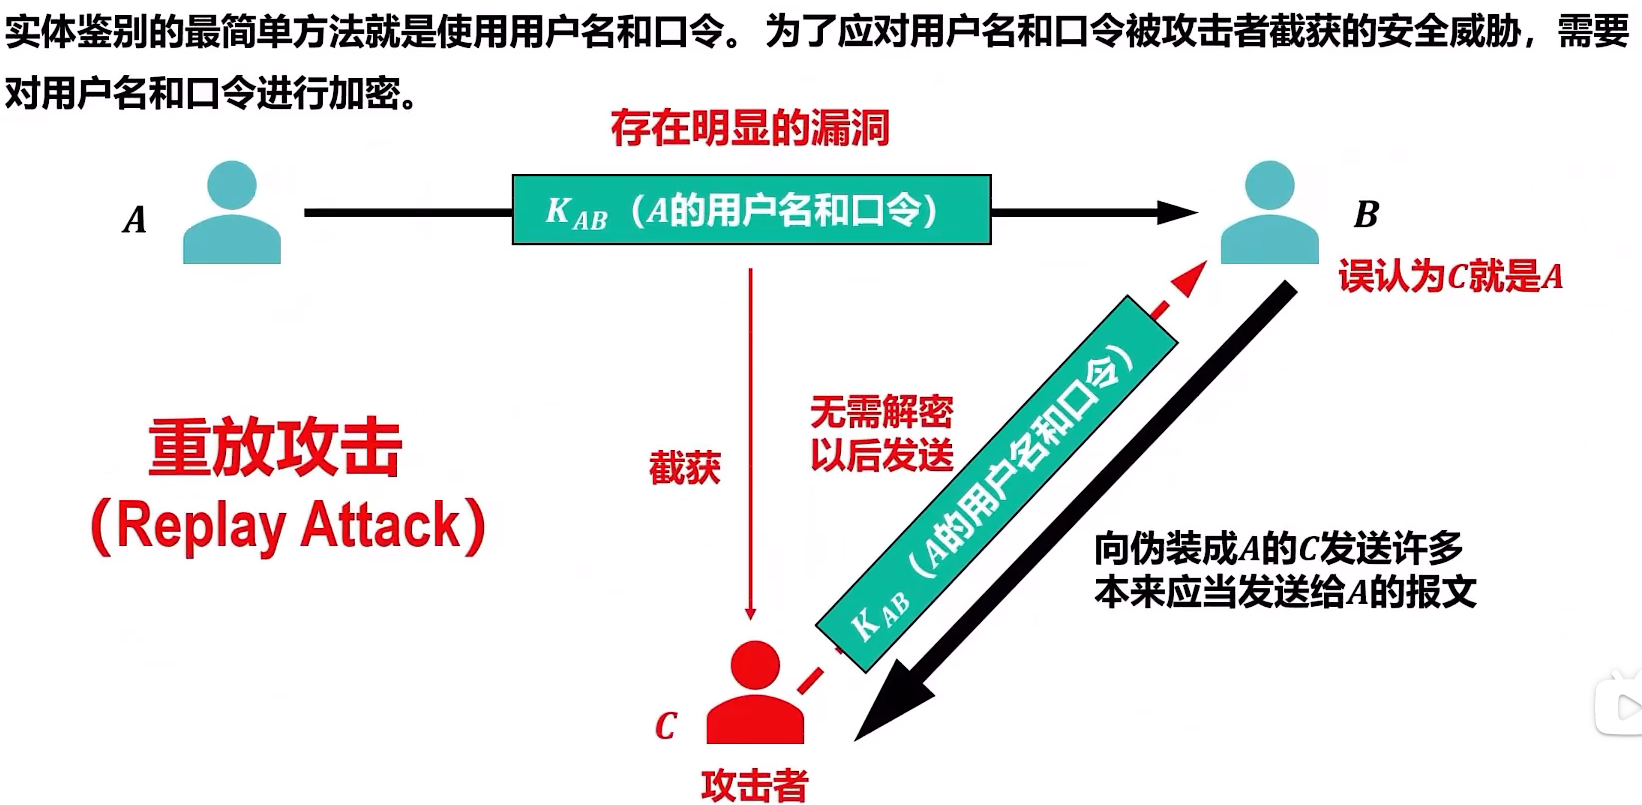 实体鉴别的最简单方法就是使用用户名和口令。 为了应对用户名和口令被攻击者截获的安全威胁，需要
对用户名和口令进行加密。
存在明显的漏洞
A
K_AB（A的用户名和口令）
B
误认为C就是A
重放攻击
（Replay Attack）
截获
无需解密
以后发送
K_AB（A的用户名和口令）
向伪装成A的C发送许多
本来应当发送给A的报文
C
攻击者